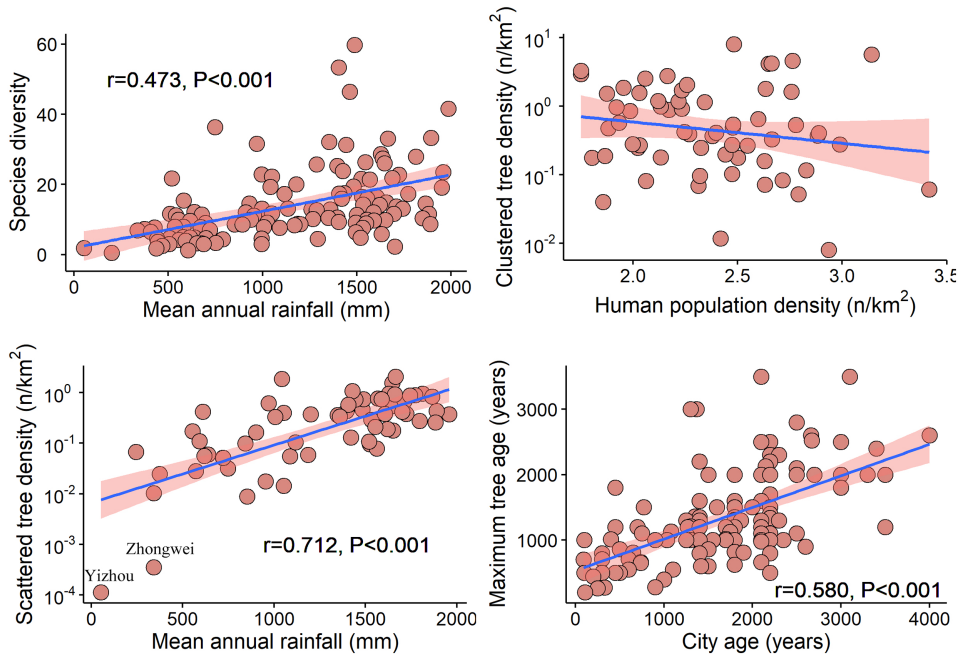 Species diversity
60
40
20
0
r=0.473, P<0.001
0 500 1000 1500 2000
Mean annual rainfall (mm)
Clustered tree density (n/km²)
10¹
10⁰
10⁻¹
10⁻²
2.0 2.5 3.0 3.5
Human population density (n/km²)
Scattered tree density (n/km²)
10⁰
10⁻¹
10⁻²
10⁻³
10⁻⁴
Zhongwei
Yizhou
r=0.712, P<0.001
0 500 1000 1500 2000
Mean annual rainfall (mm)
Maximum tree age (years)
3000
2000
1000
r=0.580, P<0.001
0 1000 2000 3000 4000
City age (years)